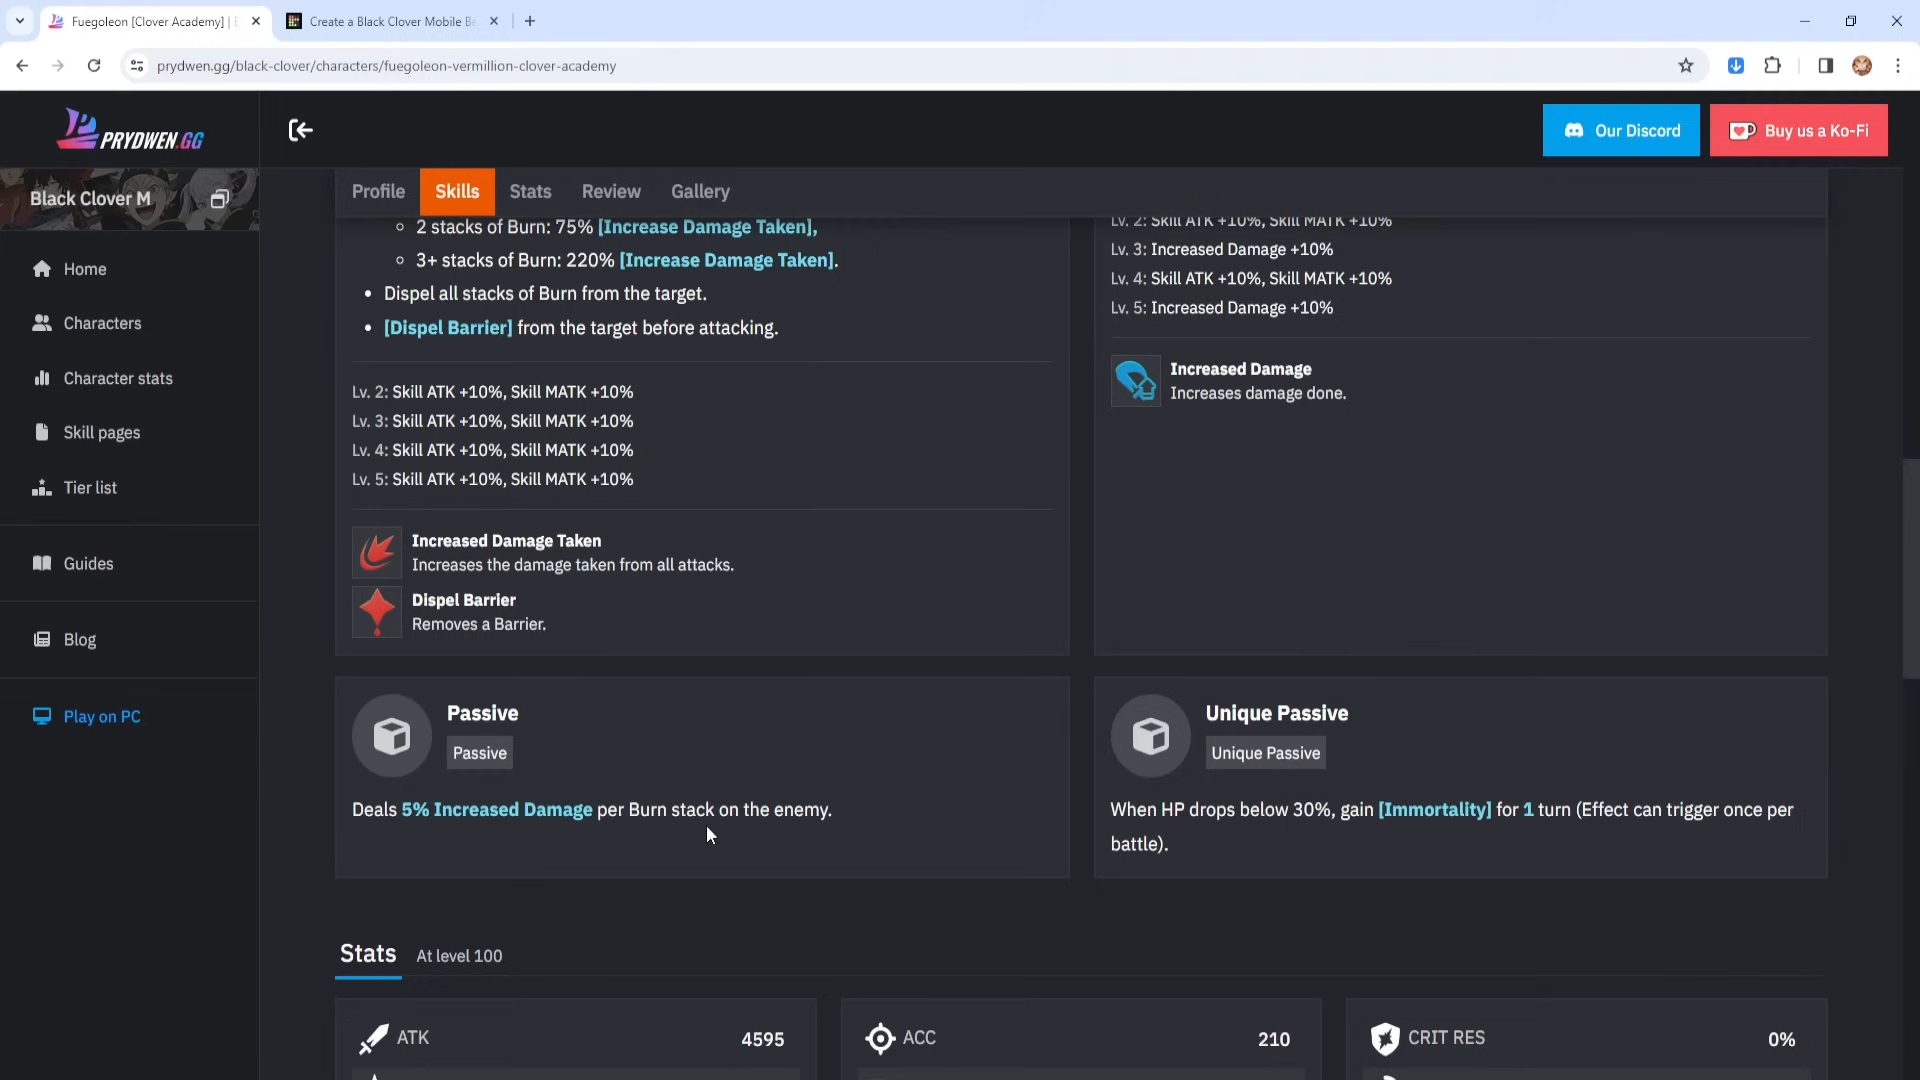 Fuegoleon [Clover Academy] |
Create a Black Clover Mobile Be
prydwen.gg/black-clover/characters/fuegoleon-vermillion-clover-academy
PRYDWEN.GG
Our Discord
Buy us a Ko-Fi
Black Clover M
Profile
Skills
Stats
Review
Gallery
Home
Characters
Character stats
Skill pages
Tier list
Guides
Blog
Play on PC
2 stacks of Burn: 75% [Increase Damage Taken],
3+ stacks of Burn: 220% [Increase Damage Taken].
• Dispel all stacks of Burn from the target.
• [Dispel Barrier] from the target before attacking.
Lv. 2: Skill ATK +10%, Skill MATK +10%
Lv. 3: Skill ATK +10%, Skill MATK +10%
Lv. 4: Skill ATK +10%, Skill MATK +10%
Lv. 5: Skill ATK +10%, Skill MATK +10%
Increased Damage Taken
Increases the damage taken from all attacks.
Dispel Barrier
Removes a Barrier.
Lv. 2: Skill ATK +10%, Skill MATK +10%
Lv. 3: Increased Damage +10%
Lv. 4: Skill ATK +10%, Skill MATK +10%
Lv. 5: Increased Damage +10%
Increased Damage
Increases damage done.
Passive
Passive
Deals 5% Increased Damage per Burn stack on the enemy.
Unique Passive
Unique Passive
When HP drops below 30%, gain [Immortality] for 1 turn (Effect can trigger once per
battle).
Stats
At level 100
ATK
4595
ACC
210
CRIT RES
0%